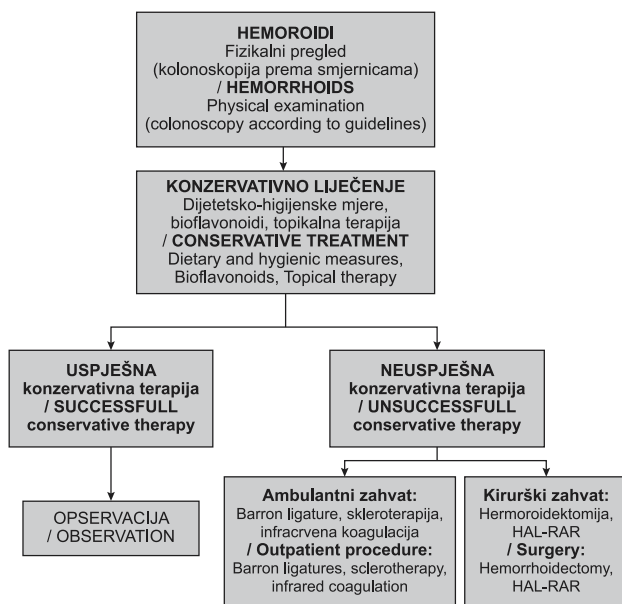 HEMOROIDI
Fizikalni pregled
(kolonoskopija prema smjernicama)
/ HEMORRHOIDS
Physical examination
(colonoscopy according to guidelines)
KONZERVATIVNO LIJEČENJE
Dijetetsko-higijenske mjere,
bioflavonoidi, topikalna terapija
/ CONSERVATIVE TREATMENT
Dietary and hygienic measures,
Bioflavonoids, Topical therapy
USPJEŠNA
konzervativna terapija
/ SUCCESSFULL
conservative therapy
NEUSPJEŠNA
konzervativna terapija
/ UNSUCCESSFULL
conservative therapy
OPSERVACIJA
/ OBSERVATION
Ambulantni zahvat:
Barron ligature, skleroterapija,
infracrvena koagulacija
/ Outpatient procedure:
Barron ligatures, sclerotherapy,
infrared coagulation
Kirurški zahvat:
Hermoroidektomija,
HAL-RAR
/ Surgery:
Hemorrhoidectomy,
HAL-RAR